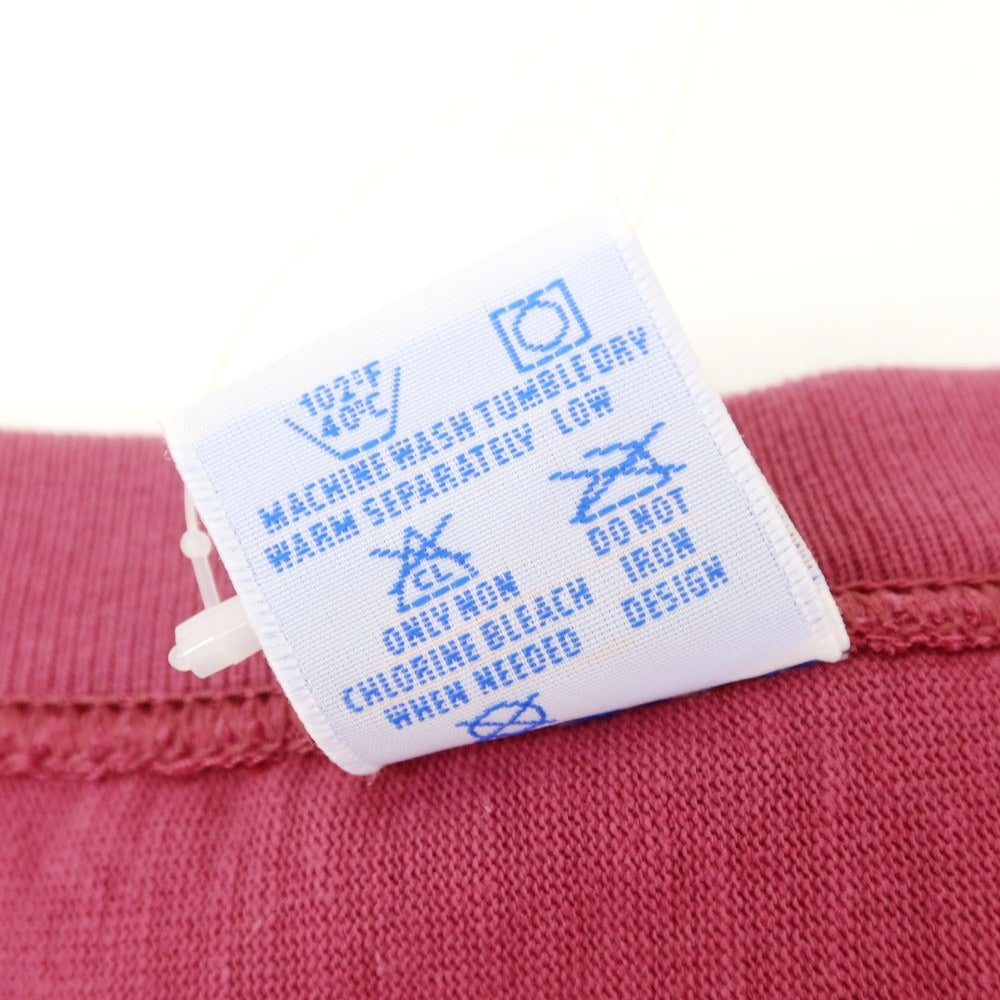 102°F
40°C
MACHINE WASH TUMBLE DRY
WARM SEPARATELY LOW
CL
ONLY NON
CHLORINE BLEACH
WHEN NEEDED
DO NOT
IRON
DESIGN